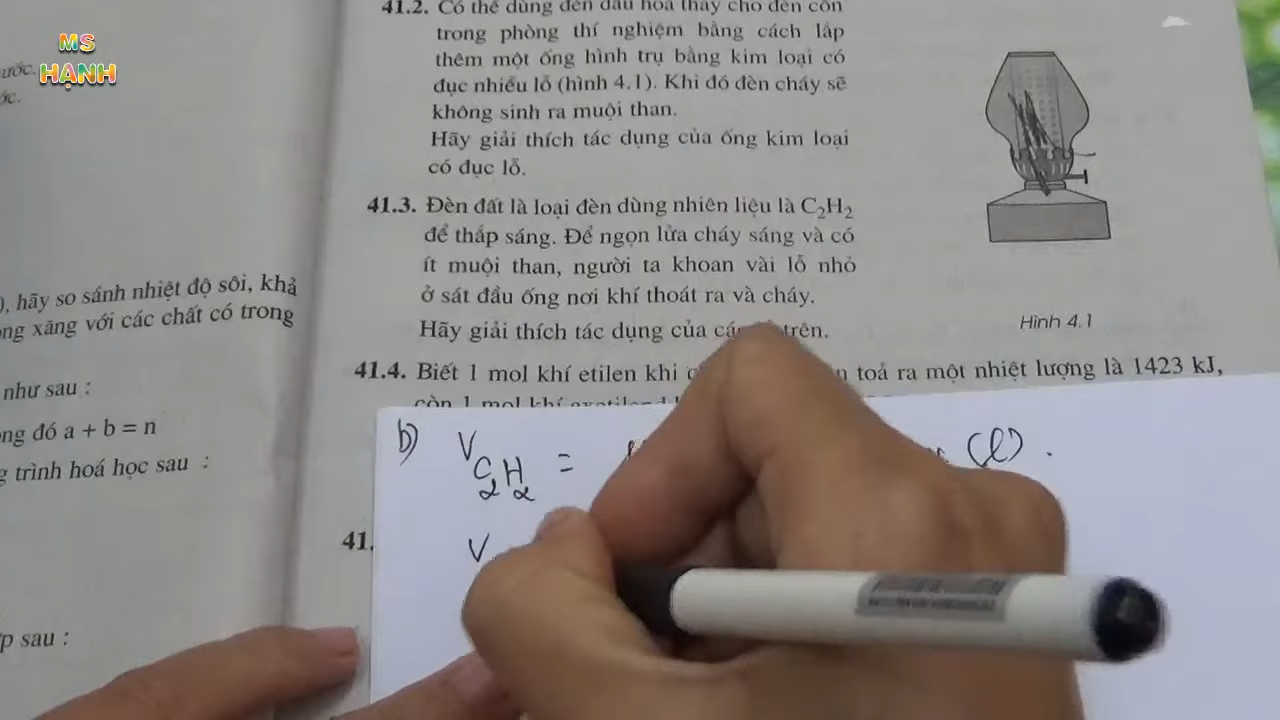 MS
HẠNH
ước.
ớc.
), hãy so sánh nhiệt độ sôi, khả
ng xăng với các chất có trong
như sau :
ng đó a + b = n
g trình hoá học sau :
p sau :
41.2. Có thể dùng đèn dầu hoả thay cho đèn cồn
trong phòng thí nghiệm bằng cách lắp
thêm một ống hình trụ bằng kim loại có
đục nhiều lỗ (hình 4.1). Khi đó đèn cháy sẽ
không sinh ra muội than.
Hãy giải thích tác dụng của ống kim loại
có đục lỗ.
41.3. Đèn đất là loại đèn dùng nhiên liệu là C₂H₂
để thắp sáng. Để ngọn lửa cháy sáng và có
ít muội than, người ta khoan vài lỗ nhỏ
ở sát đầu ống nơi khí thoát ra và cháy.
Hãy giải thích tác dụng của trên.
Hình 4.1
41.4. Biết 1 mol khí etilen khi toả ra một nhiệt lượng là 1423 kJ,
còn 1 mol khí
b) V C₂H₂ = (l).
41.
V